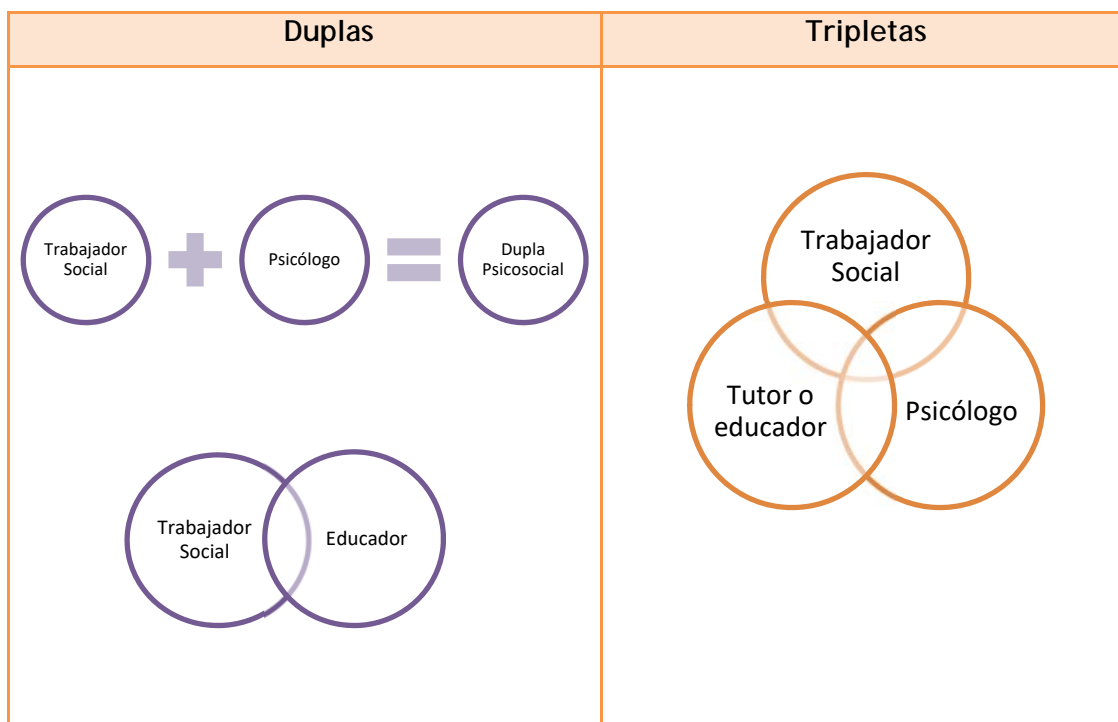 Duplas
Trabajador
Social
Psicólogo
Dupla
Psicosocial
Trabajador
Social
Educador
Tripletas
Trabajador
Social
Tutor o
educador
Psicólogo